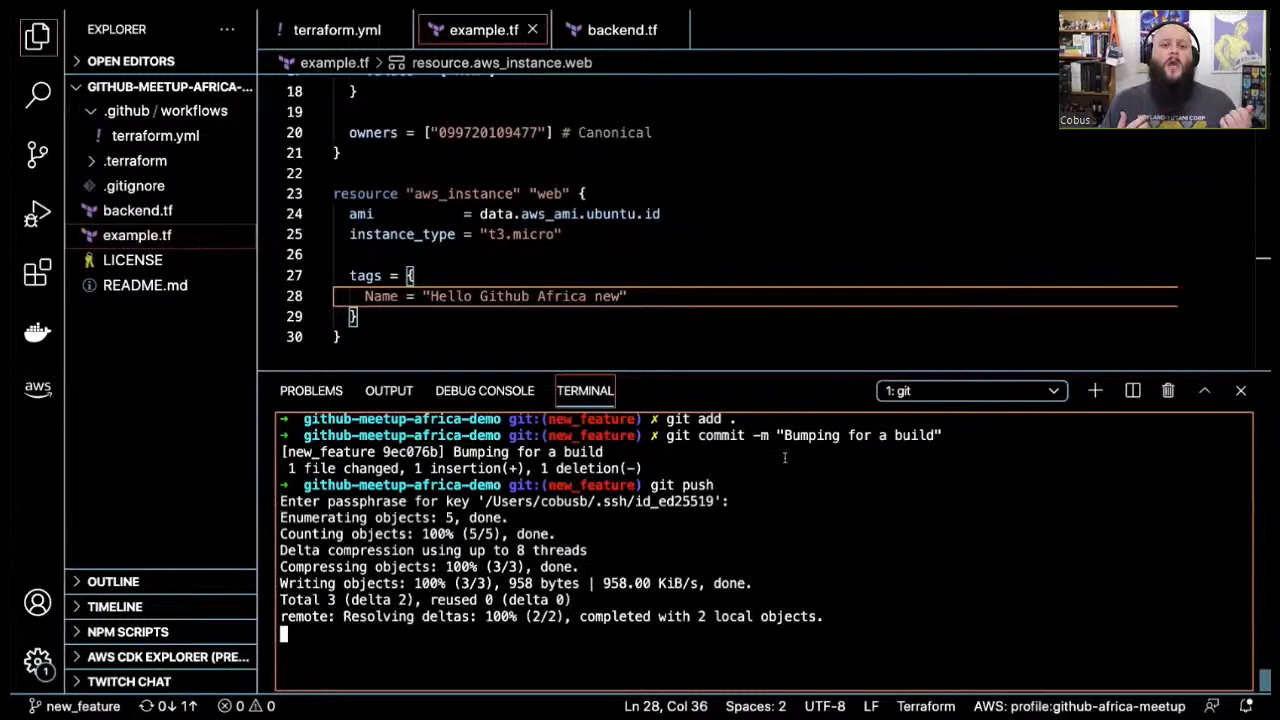 EXPLORER
OPEN EDITORS
GITHUB-MEETUP-AFRICA-...
.github / workflows
terraform.yml
.terraform
.gitignore
backend.tf
example.tf
LICENSE
README.md
OUTLINE
TIMELINE
NPM SCRIPTS
AWS CDK EXPLORER (PRE...
TWITCH CHAT
aws
1
terraform.yml
example.tf
backend.tf
example.tf > resource.aws_instance.web
18 }
19
20 owners = ["099720109477"] # Canonical
21 }
22
23 resource "aws_instance" "web" {
24 ami = data.aws_ami.ubuntu.id
25 instance_type = "t3.micro"
26
27 tags = {
28 Name = "Hello Github Africa new"
29 }
30 }
Cobus
PROBLEMS OUTPUT DEBUG CONSOLE TERMINAL 1: git
➜ github-meetup-africa-demo git:(new_feature) ✗ git add .
➜ github-meetup-africa-demo git:(new_feature) ✗ git commit -m "Bumping for a build"
[new_feature 9ec076b] Bumping for a build
1 file changed, 1 insertion(+), 1 deletion(-)
➜ github-meetup-africa-demo git:(new_feature) git push
Enter passphrase for key '/Users/cobusb/.ssh/id_ed25519':
Enumerating objects: 5, done.
Counting objects: 100% (5/5), done.
Delta compression using up to 8 threads
Compressing objects: 100% (3/3), done.
Writing objects: 100% (3/3), 958 bytes | 958.00 KiB/s, done.
Total 3 (delta 2), reused 0 (delta 0)
remote: Resolving deltas: 100% (2/2), completed with 2 local objects.
new_feature 0↓ 1↑ 0 0 Ln 28, Col 36 Spaces: 2 UTF-8 LF Terraform AWS: profile:github-africa-meetup